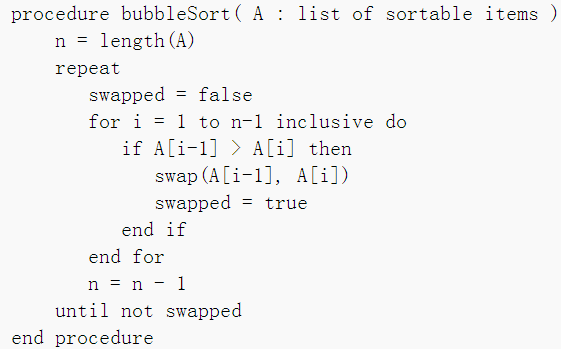 procedure bubbleSort( A : list of sortable items )
    n = length(A)
    repeat
        swapped = false
        for i = 1 to n-1 inclusive do
            if A[i-1] > A[i] then
                swap(A[i-1], A[i])
                swapped = true
            end if
        end for
        n = n - 1
    until not swapped
end procedure